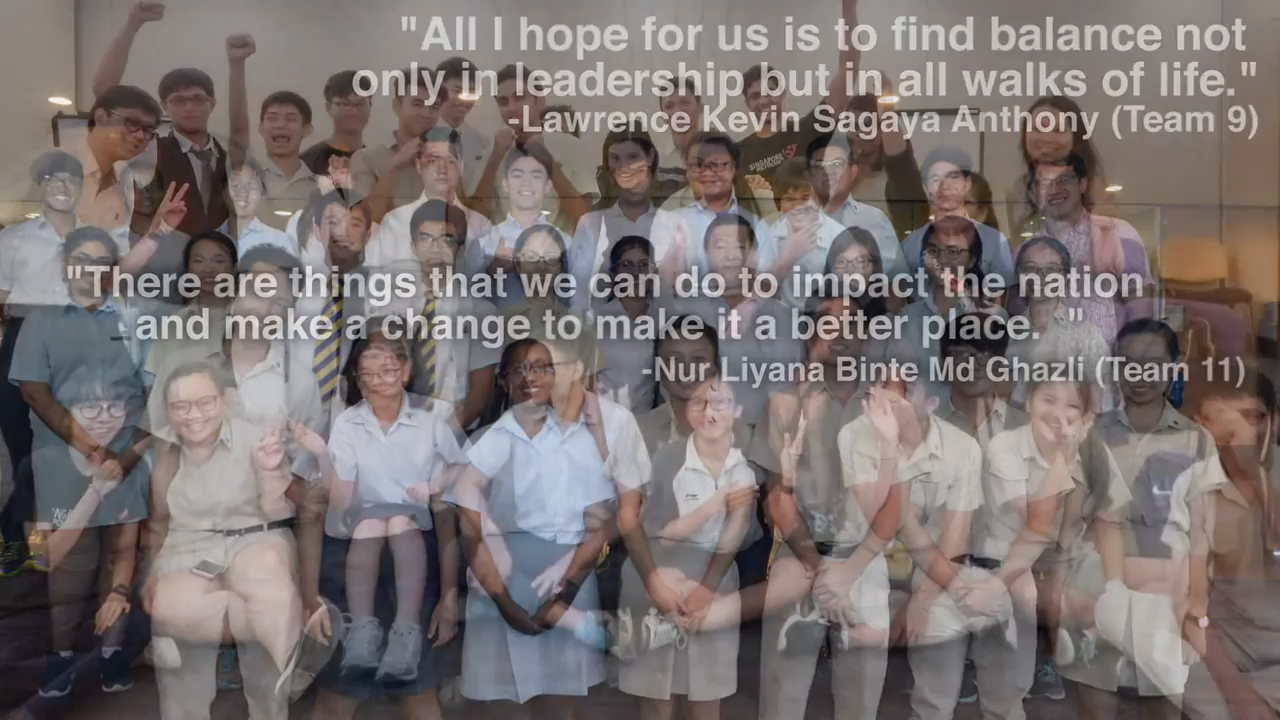 "All I hope for us is to find balance not
only in leadership but in all walks of life."
-Lawrence Kevin Sagaya Anthony (Team 9)
SINGAPORE
"There are things that we can do to impact the nation
and make a change to make it a better place. "
-Nur Liyana Binte Md Ghazli (Team 11)